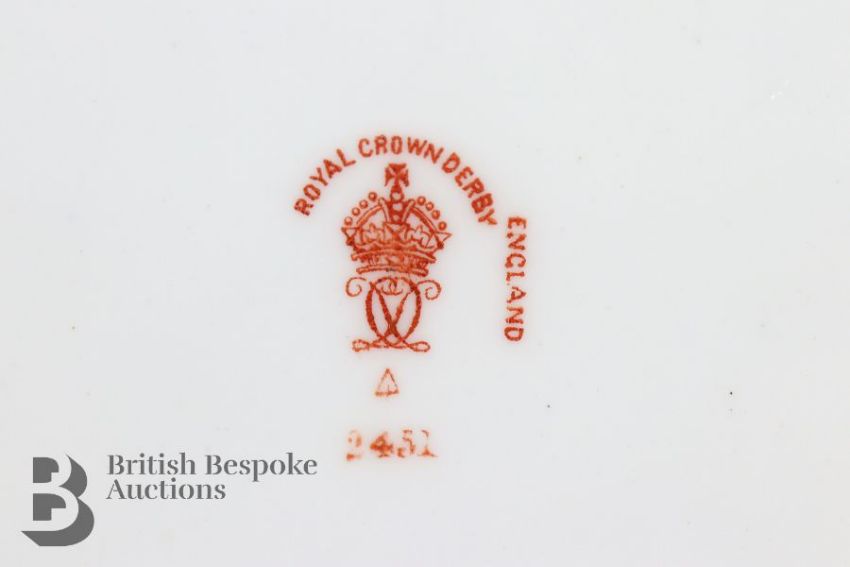 ROYAL CROWN DERBY
ENGLAND
2451
British Bespoke
Auctions